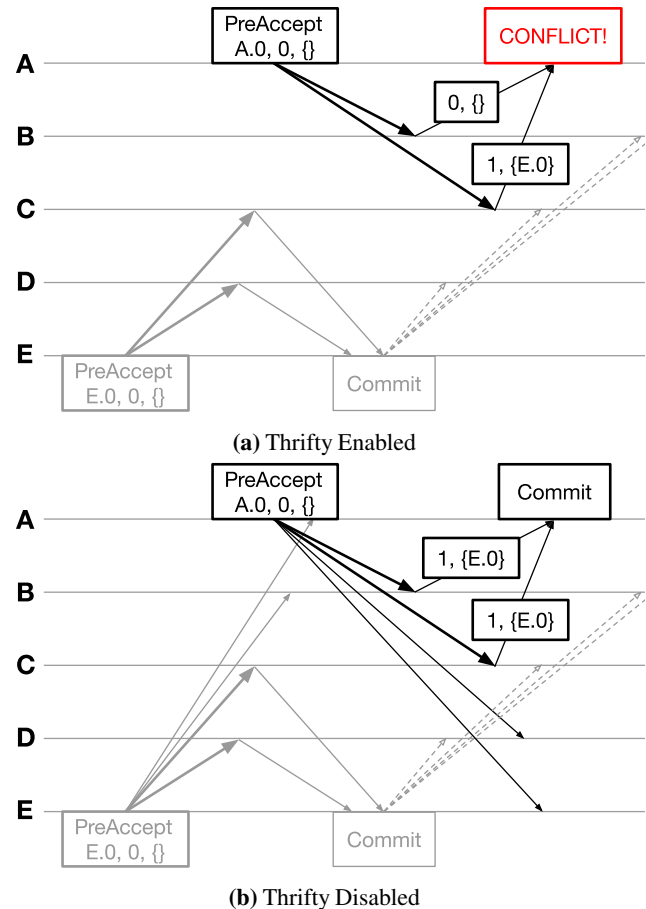 PreAccept
A.0, 0, {}
CONFLICT!
A
0, {}
B
1, {E.0}
C
D
E
PreAccept
E.0, 0, {}
Commit
(a) Thrifty Enabled
PreAccept
A.0, 0, {}
Commit
A
1, {E.0}
B
1, {E.0}
C
D
E
PreAccept
E.0, 0, {}
Commit
(b) Thrifty Disabled